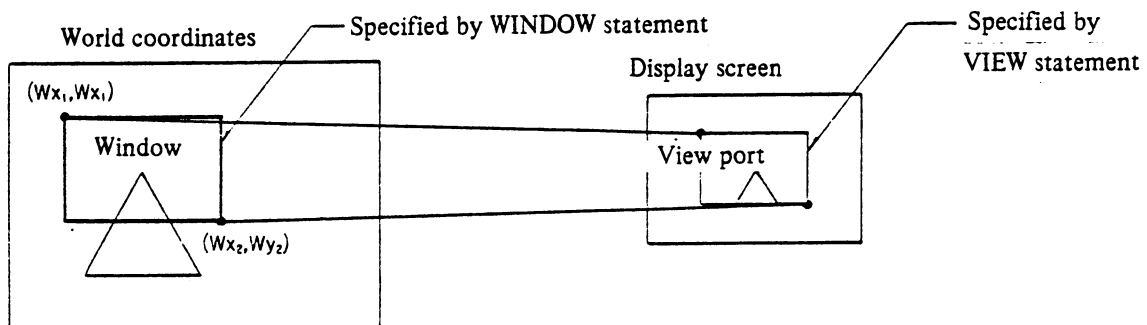 World coordinates
Specified by WINDOW statement
Specified by
VIEW statement
Display screen
(Wx₁,Wx₁)
Window
View port
(Wx₂,Wy₂)